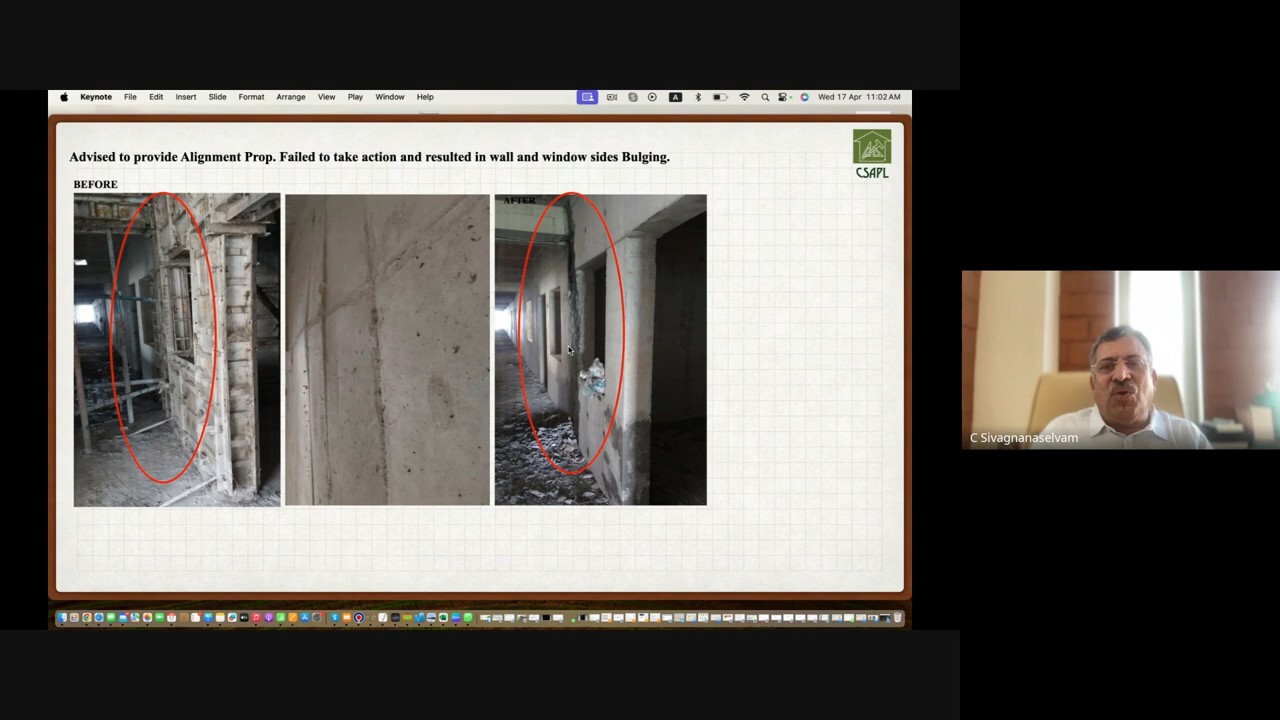 Keynote File Edit Insert Slide Format Arrange View Play Window Help
A
Wed 17 Apr 11:02 AM
Advised to provide Alignment Prop. Failed to take action and resulted in wall and window sides Bulging.
CSAPL
BEFORE
AFTER
C Sivagnanaselvam